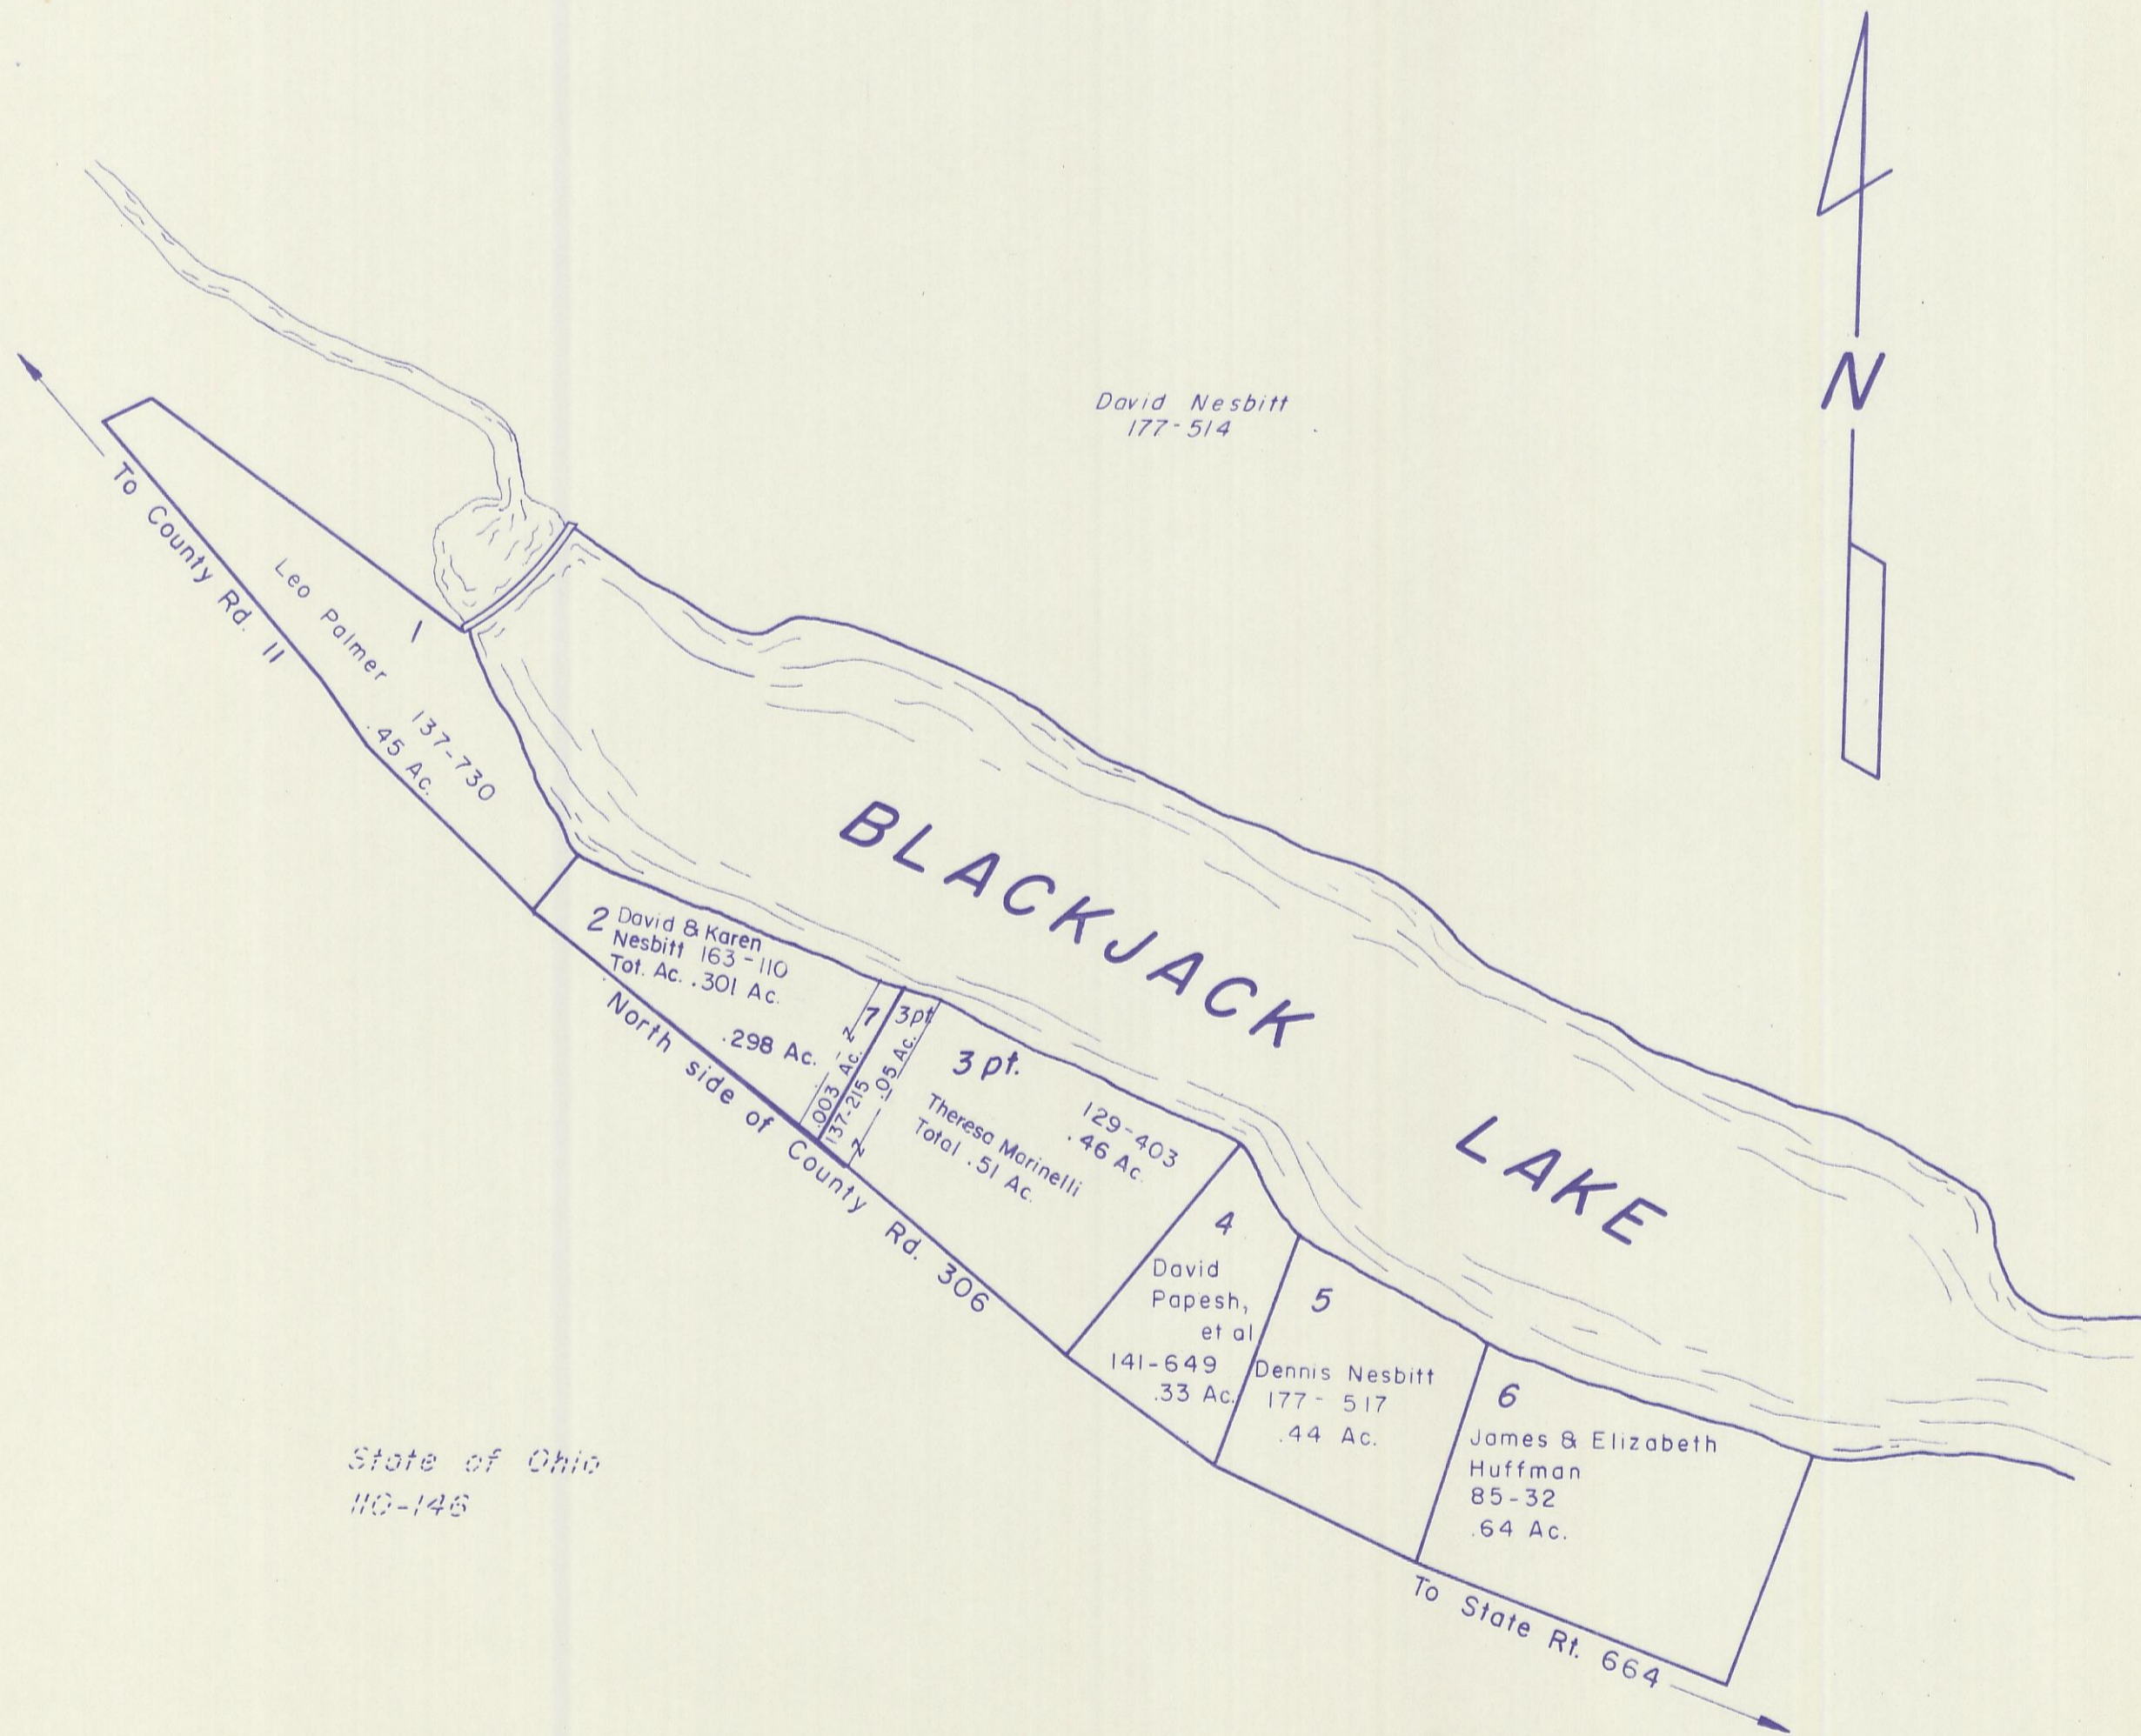 N
David Nesbitt
177-514
To County Rd. 11
Leo Palmer
1
137-730
.45 Ac.
BLACKJACK LAKE
2
David & Karen
Nesbitt 163-110
Tot. Ac. .301 Ac.
.298 Ac.
7
.003 Ac.
137-215
3pt
.05 Ac.
3 pt.
129-403
.46 Ac.
Theresa Marinelli
Total .51 Ac.
North side of County Rd. 306
4
David
Papesh,
et al
141-649
.33 Ac.
5
Dennis Nesbitt
177- 517
.44 Ac.
6
James & Elizabeth
Huffman
85-32
.64 Ac.
To State Rt. 664
State of Ohio
110-146